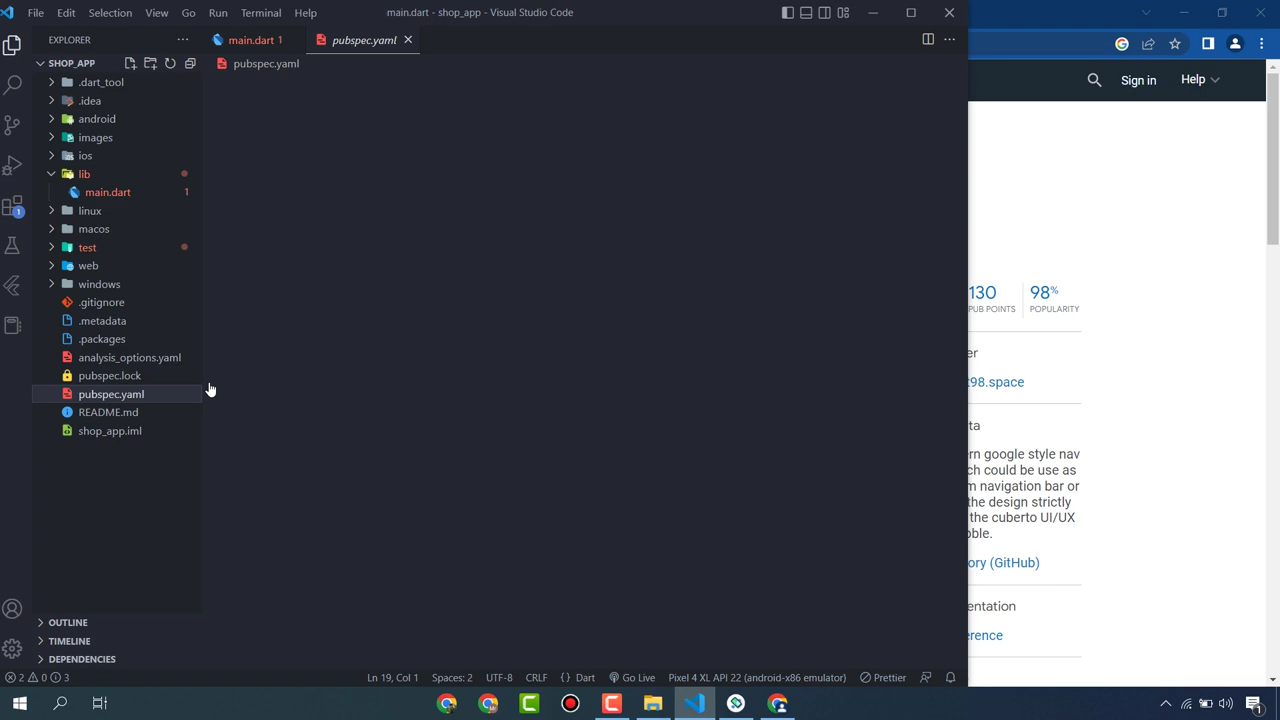 File Edit Selection View Go Run Terminal Help
main.dart - shop_app - Visual Studio Code
EXPLORER
main.dart 1
pubspec.yaml
SHOP_APP
pubspec.yaml
.dart_tool
.idea
android
images
ios
lib
main.dart 1
linux
macos
test
web
windows
.gitignore
.metadata
.packages
analysis_options.yaml
pubspec.lock
pubspec.yaml
README.md
shop_app.iml
1
OUTLINE
TIMELINE
DEPENDENCIES
2 0 3
Ln 19, Col 1
Spaces: 2
UTF-8
CRLF
{} Dart
Go Live
Pixel 4 XL API 22 (android-x86 emulator)
Prettier
Sign in
Help
130
PUB POINTS
98%
POPULARITY
er
t98.space
ta
rn google style nav
ch could be use as
m navigation bar or
the design strictly
the cuberto UI/UX
bble.
ory (GitHub)
entation
erence
1